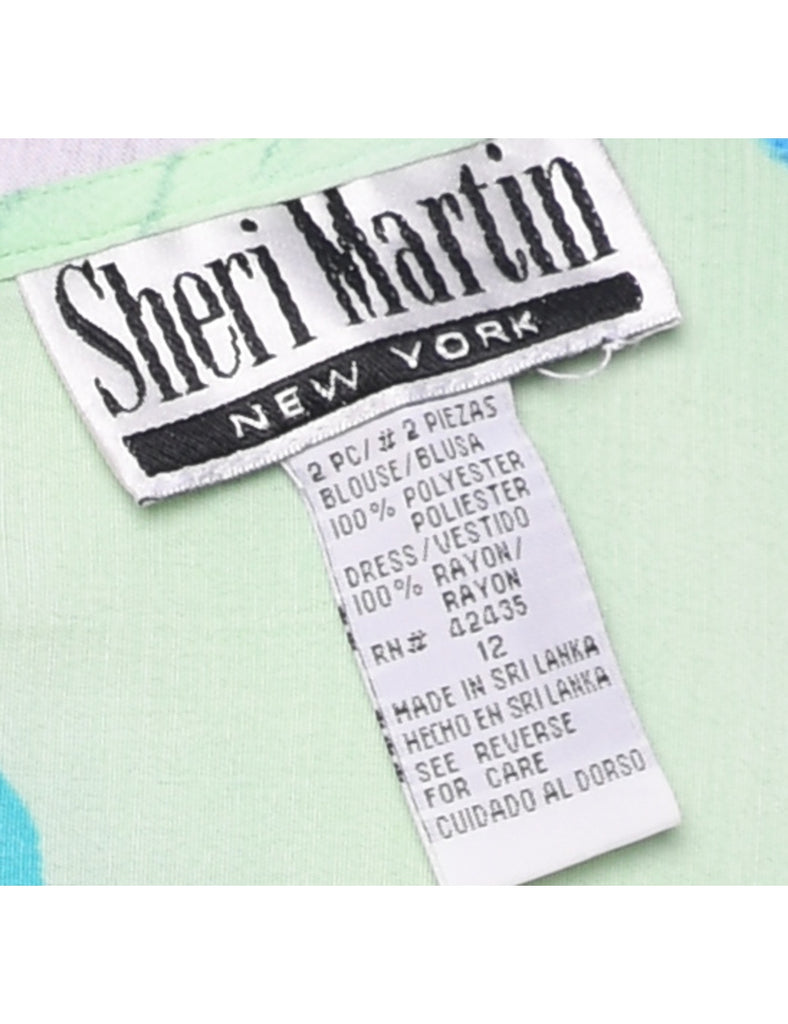 Sheri Martin
NEW YORK
2 PC/# 2 PIEZAS
BLOUSE/BLUSA
100% POLYESTER
POLIESTER
DRESS/VESTIDO
100% RAYON/
RAYON
RN# 42435
12
MADE IN SRI LANKA
HECHO EN SRI LANKA
SEE REVERSE
FOR CARE
CUIDADO AL DORSO